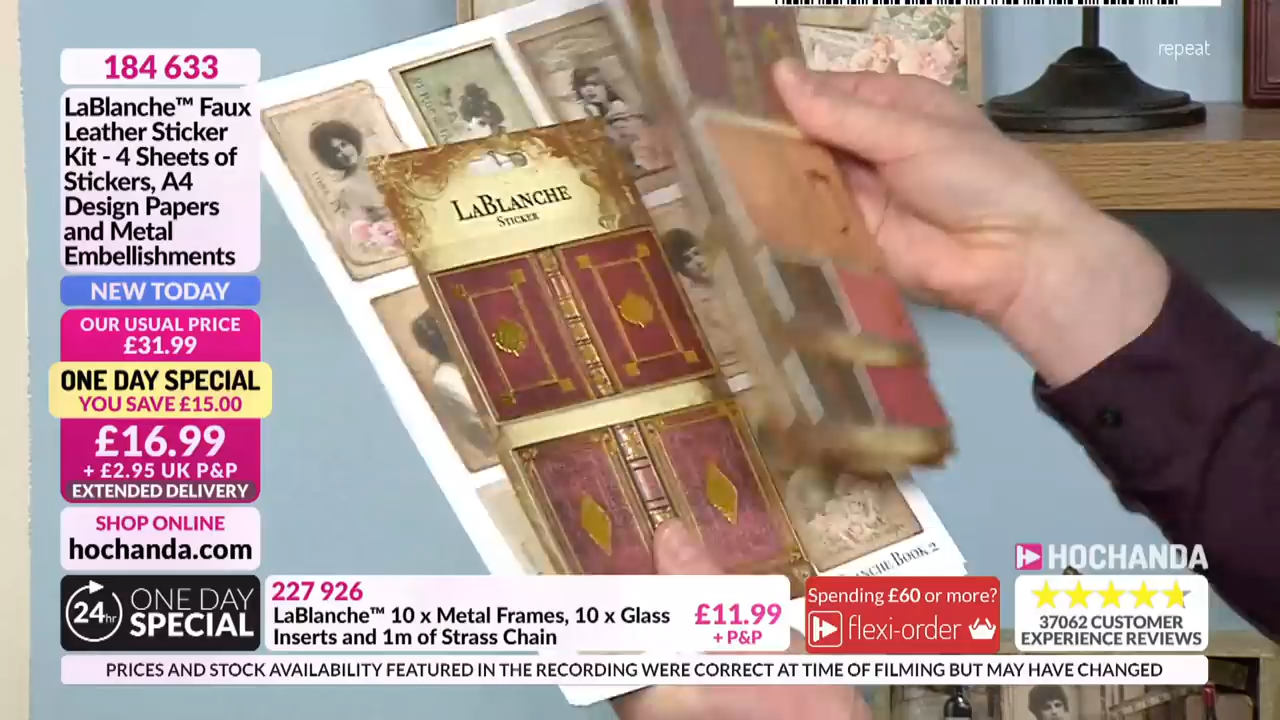 repeat
184 633
LaBlanche™ Faux
Leather Sticker
Kit - 4 Sheets of
Stickers, A4
Design Papers
and Metal
Embellishments
NEW TODAY
OUR USUAL PRICE
£31.99
ONE DAY SPECIAL
YOU SAVE £15.00
£16.99
+ £2.95 UK P&P
EXTENDED DELIVERY
SHOP ONLINE
hochanda.com
LABLANCHE
STICKER
BOOK 2
HOCHANDA
24hr ONE DAY
SPECIAL
227 926
LaBlanche™ 10 x Metal Frames, 10 x Glass
Inserts and 1m of Strass Chain
£11.99
+ P&P
Spending £60 or more?
flexi-order
37062 CUSTOMER
EXPERIENCE REVIEWS
PRICES AND STOCK AVAILABILITY FEATURED IN THE RECORDING WERE CORRECT AT TIME OF FILMING BUT MAY HAVE CHANGED